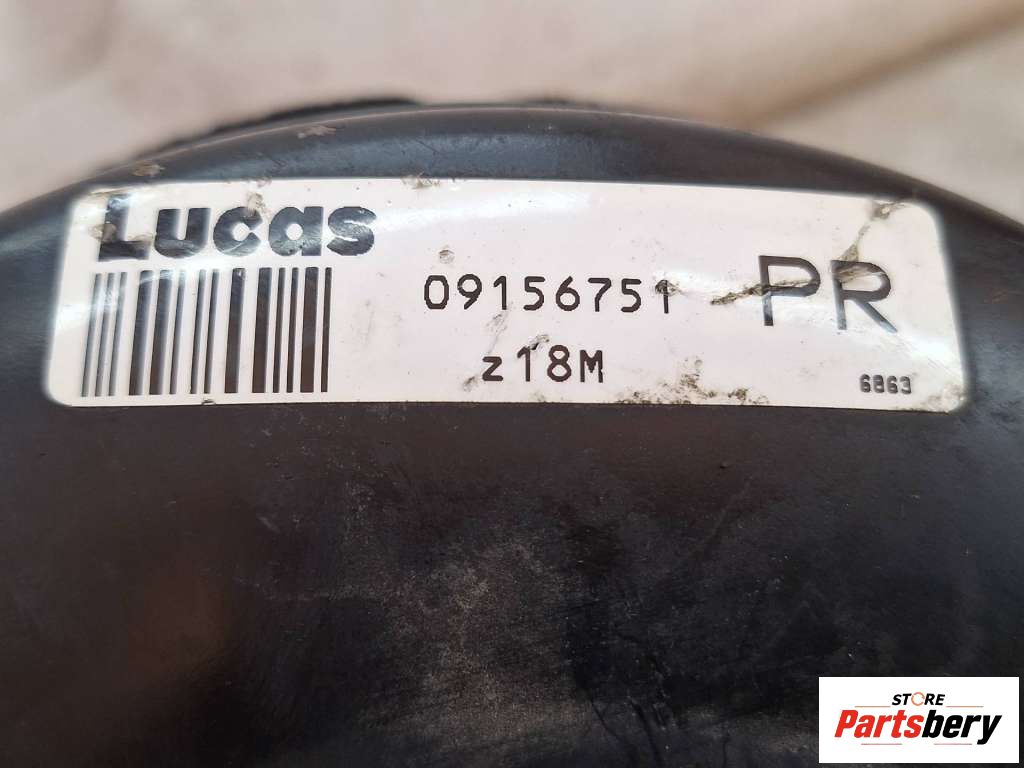 Lucas
09156751 PR
z18M
6863
STORE
Partsbery